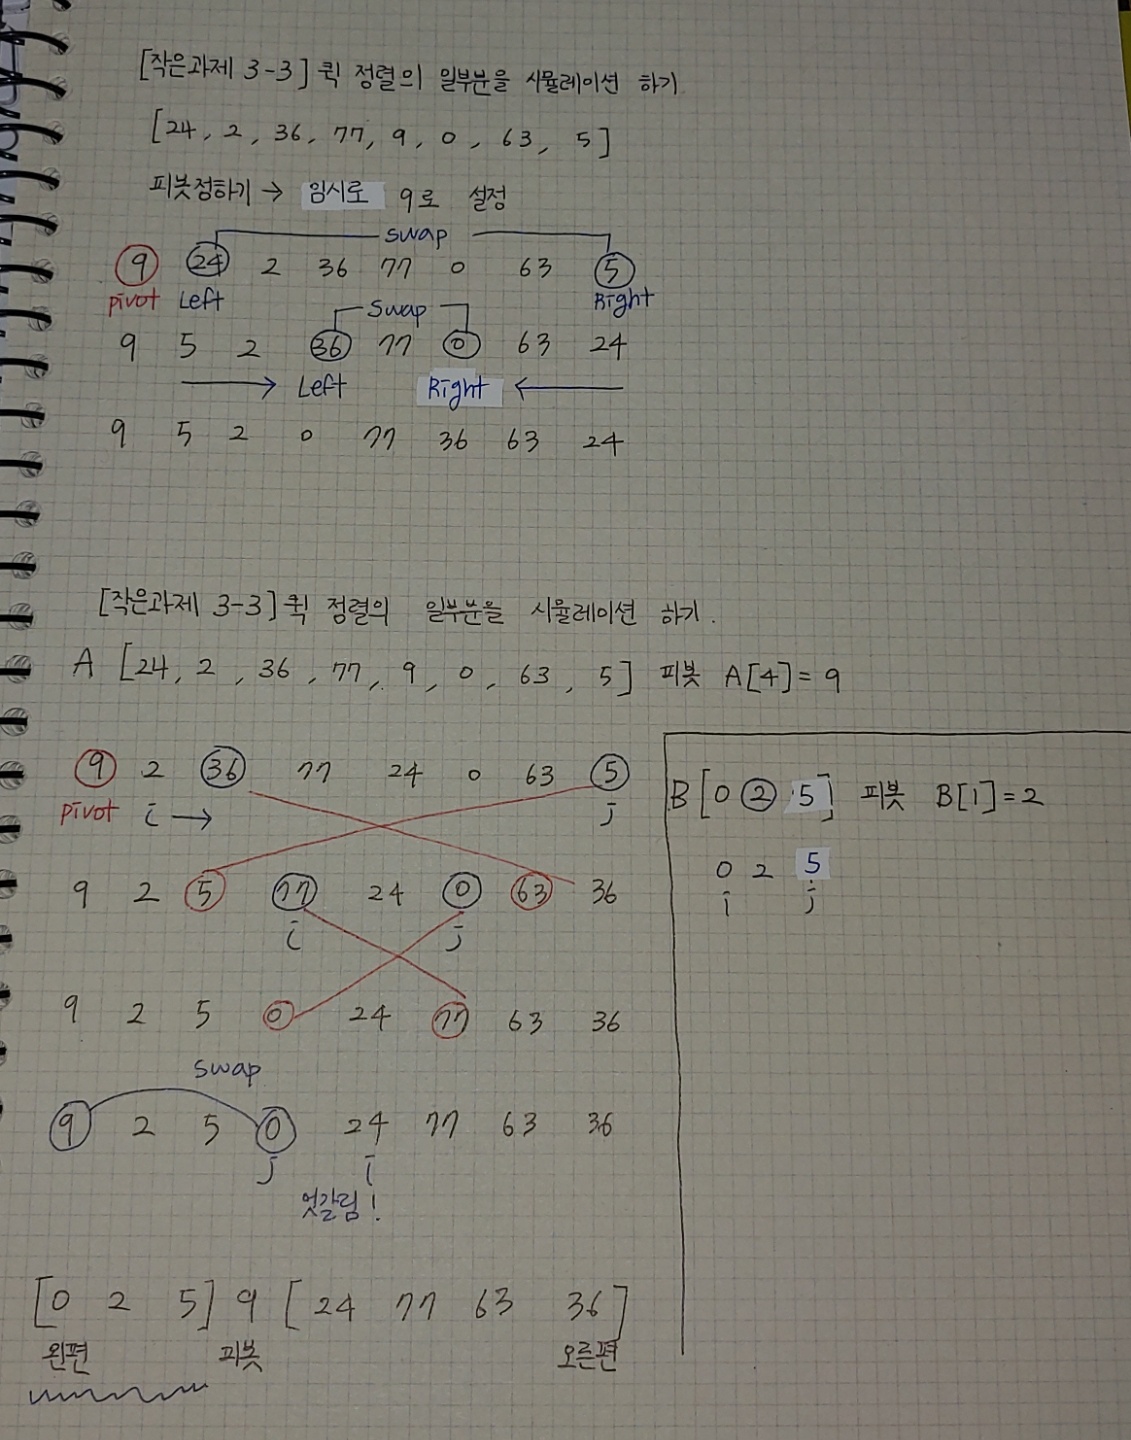 [작은과제 3-3] 퀵 정렬의 일부분을 시뮬레이션 하기
[24, 2, 36, 77, 9, 0, 63, 5]
피봇정하기 → 임시로 9로 설정
swap
9 24 2 36 77 0 63 5
pivot Left Right
swap
9 5 2 36 77 0 63 24
→ Left Right ←
9 5 2 0 77 36 63 24
[작은과제 3-3] 퀵 정렬의 일부분을 시뮬레이션 하기.
A [24, 2, 36, 77, 9, 0, 63, 5] 피봇 A[4]=9
9 2 36 77 24 0 63 5
pivot i → j
9 2 5 77 24 0 63 36
i j
9 2 5 0 24 77 63 36
swap
9 2 5 0 24 77 63 36
j i
엇갈림!
[0 2 5] 9 [24 77 63 36]
왼편 피봇 오른편
B[0 2 5] 피봇 B[1]=2
0 2 5
i j